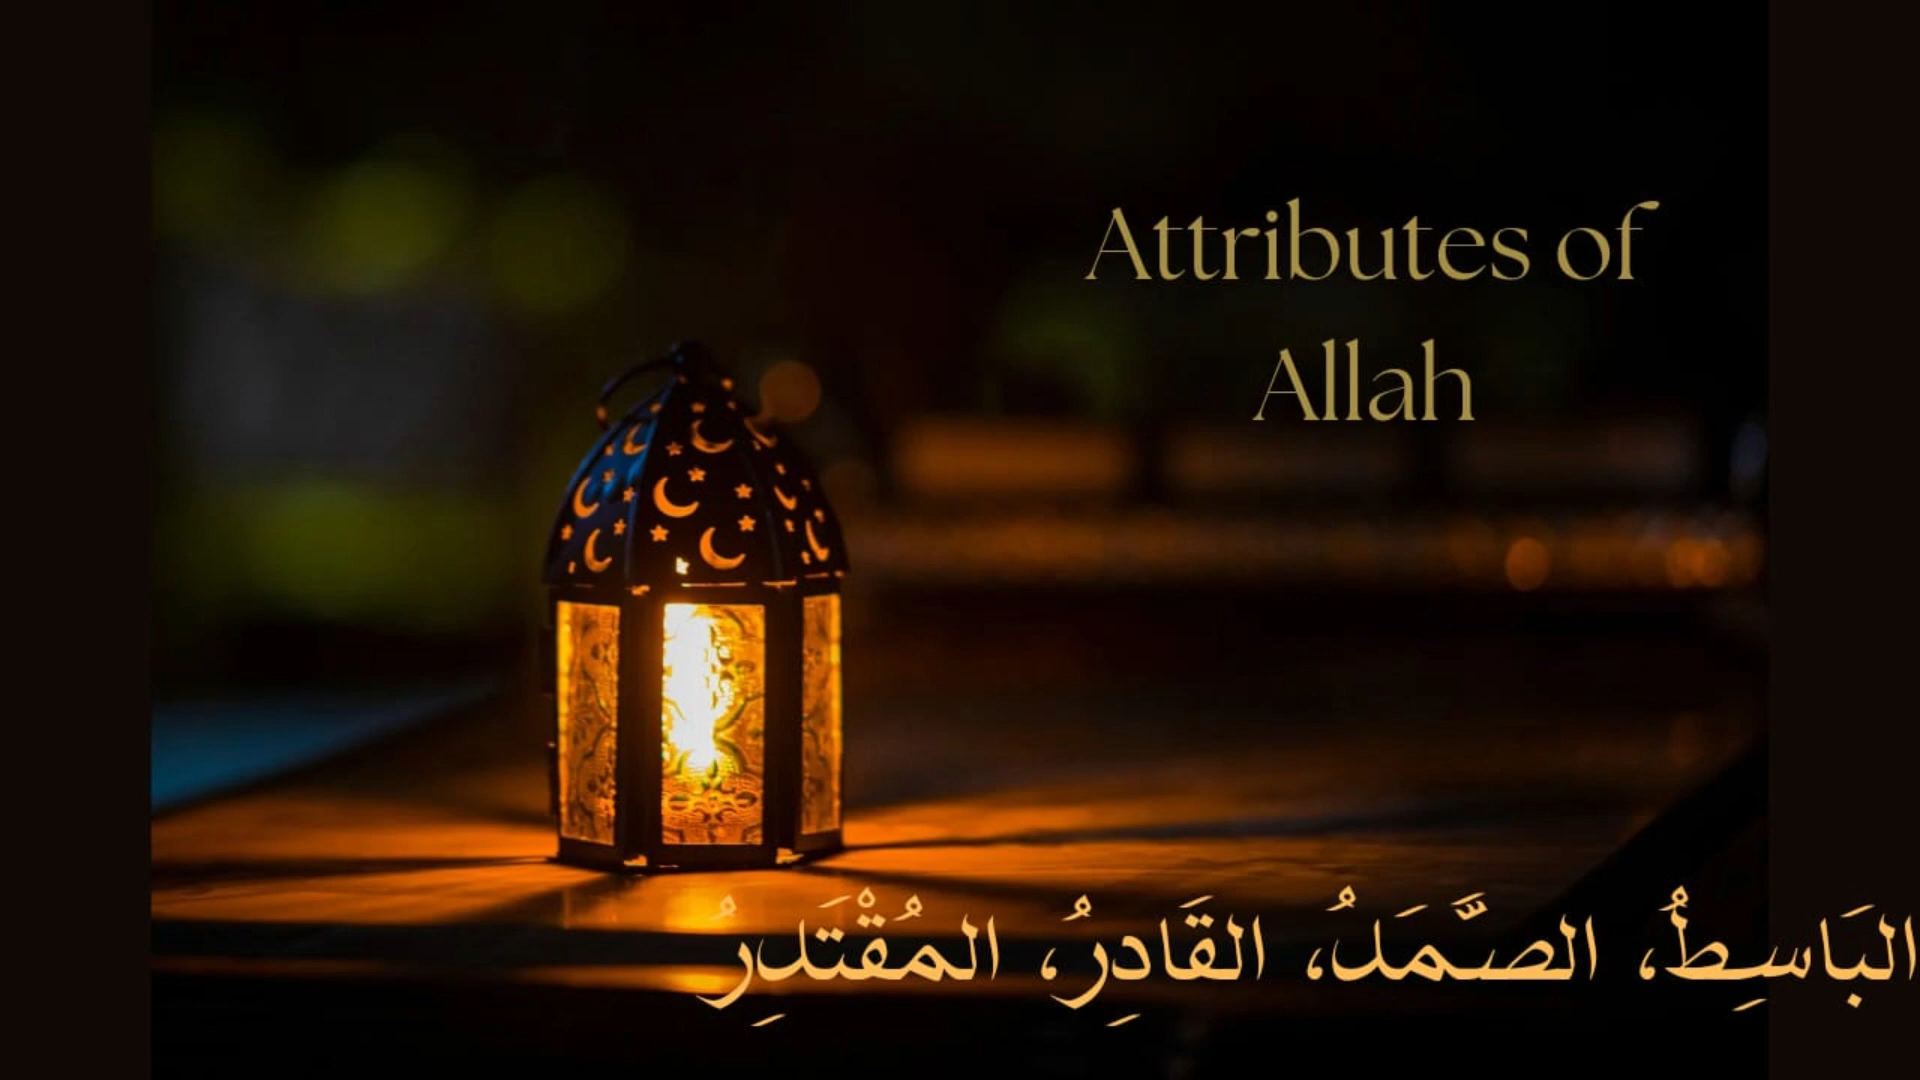 Attributes of
Allah
البَاسِطُ، الصَّمَدُ، القَادِرُ، المُقْتَدِرُ